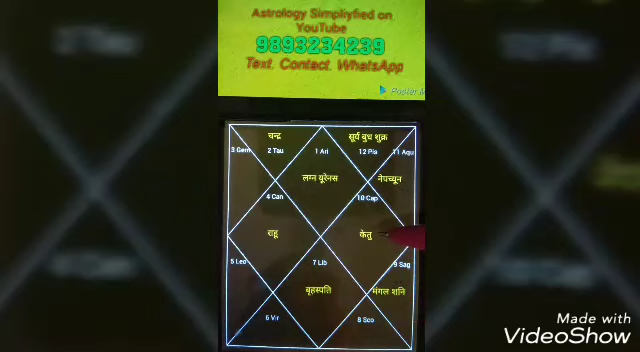 Astrology Simpliyfied on
YouTube
9893234239
Text. Contact. WhatsApp
Poster M
चन्द्र
सूर्य बुध शुक्र
3 Gem
2 Tau
1 Ari
12 Pis
11 Aqu
लग्न यूरेनस
नेपच्यून
4 Can
10 Cap
राहू
केतु
5 Leo
7 Lib
9 Sag
बृहस्पति
मंगल शनि
6 Vir
8 Sco
Made with
VideoShow